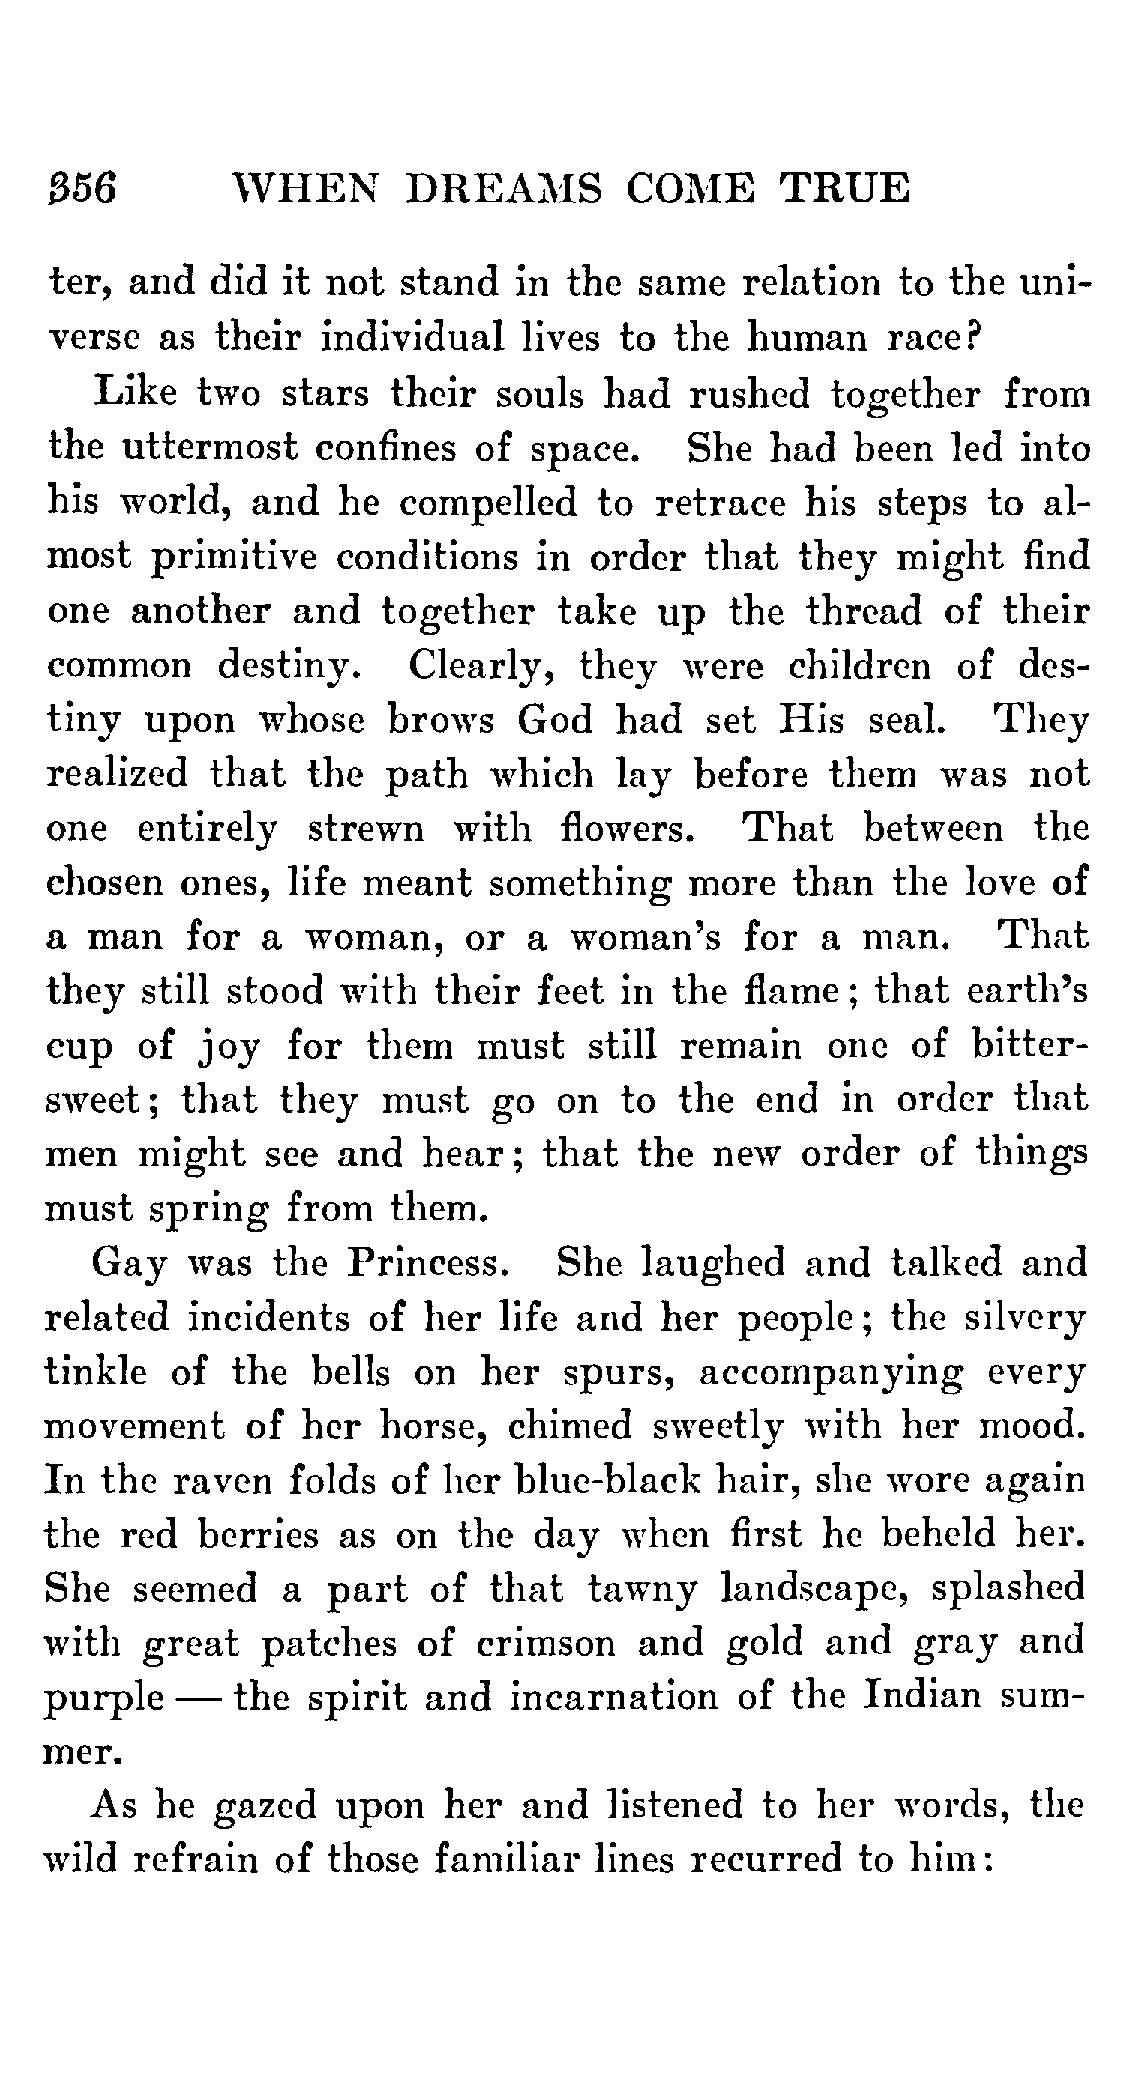 356 WHEN DREAMS COME TRUE
ter, and did it not stand in the same relation to the uni-
verse as their individual lives to the human race?
Like two stars their souls had rushed together from
the uttermost confines of space. She had been led into
his world, and he compelled to retrace his steps to al-
most primitive conditions in order that they might find
one another and together take up the thread of their
common destiny. Clearly, they were children of des-
tiny upon whose brows God had set His seal. They
realized that the path which lay before them was not
one entirely strewn with flowers. That between the
chosen ones, life meant something more than the love of
a man for a woman, or a woman's for a man. That
they still stood with their feet in the flame; that earth's
cup of joy for them must still remain one of bitter-
sweet; that they must go on to the end in order that
men might see and hear; that the new order of things
must spring from them.
Gay was the Princess. She laughed and talked and
related incidents of her life and her people; the silvery
tinkle of the bells on her spurs, accompanying every
movement of her horse, chimed sweetly with her mood.
In the raven folds of her blue-black hair, she wore again
the red berries as on the day when first he beheld her.
She seemed a part of that tawny landscape, splashed
with great patches of crimson and gold and gray and
purple — the spirit and incarnation of the Indian sum-
mer.
As he gazed upon her and listened to her words, the
wild refrain of those familiar lines recurred to him: